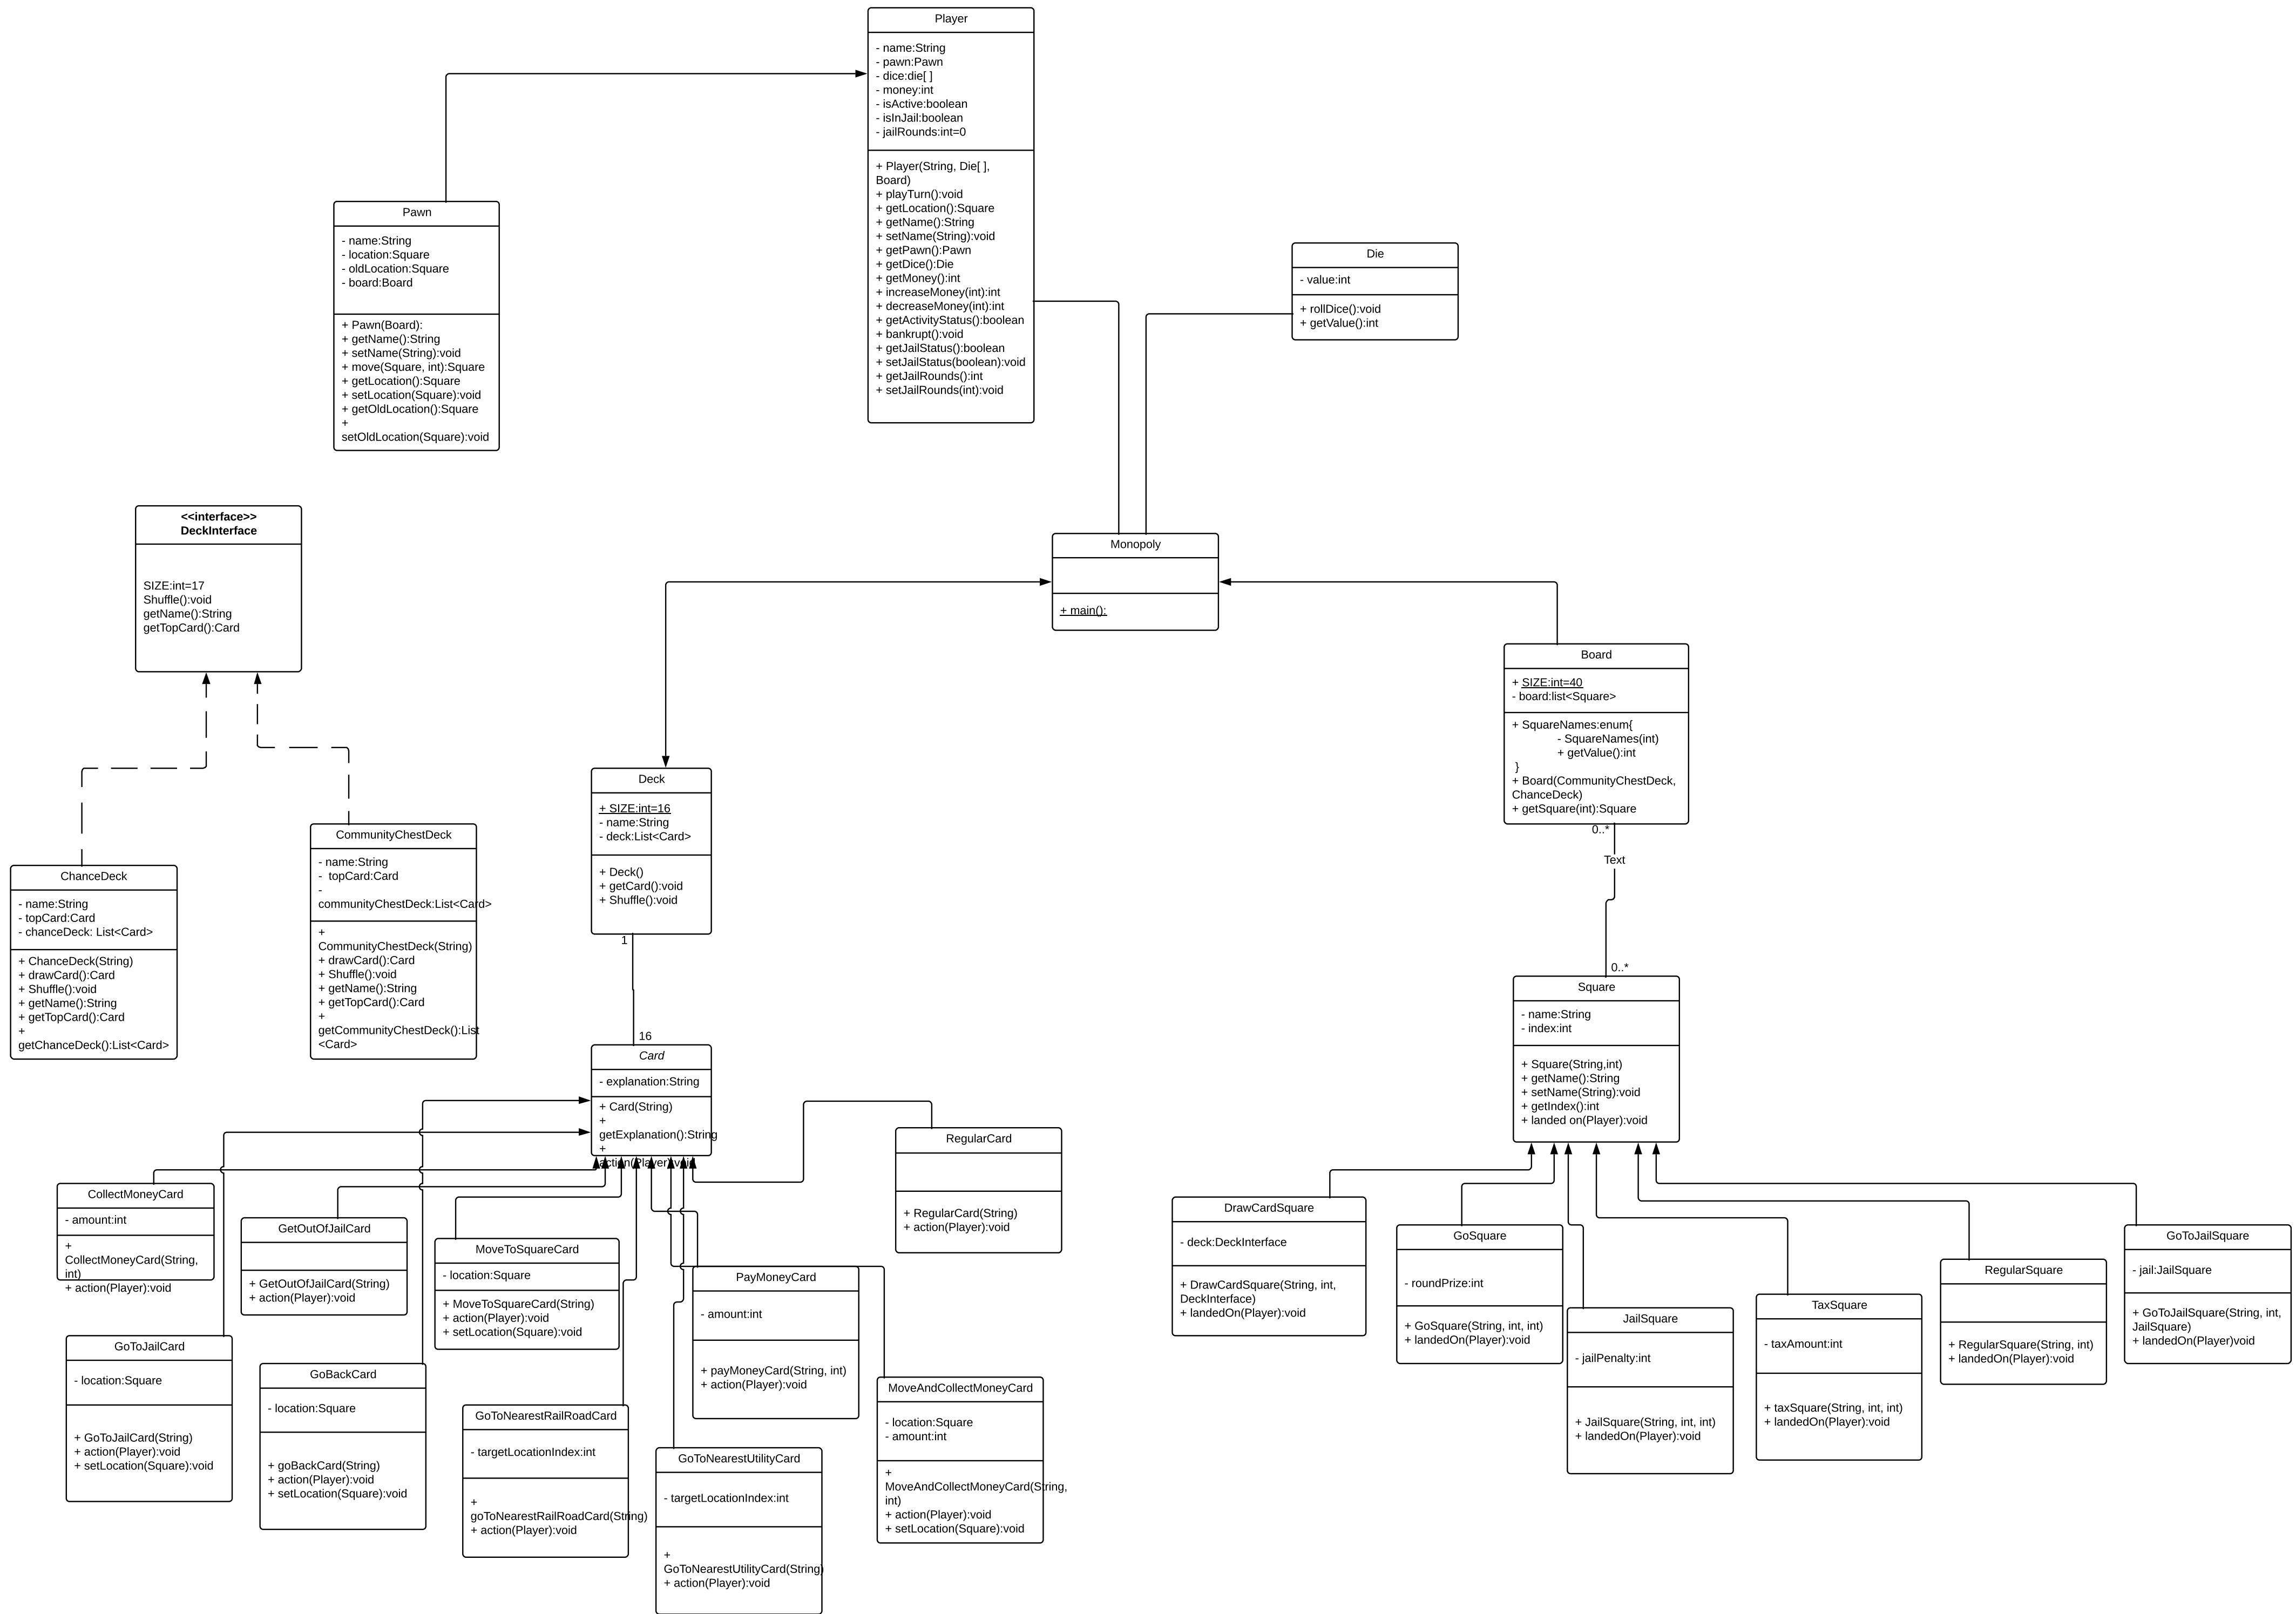 Player
- name:String
- pawn:Pawn
- dice:die[ ]
- money:int
- isActive:boolean
- isInJail:boolean
- jailRounds:int=0
+ Player(String, Die[ ],
Board)
+ playTurn():void
+ getLocation():Square
+ getName():String
+ setName(String):void
+ getPawn():Pawn
+ getDice():Die
+ getMoney():int
+ increaseMoney(int):int
+ decreaseMoney(int):int
+ getActivityStatus():boolean
+ bankrupt():void
+ getJailStatus():boolean
+ setJailStatus(boolean):void
+ getJailRounds():int
+ setJailRounds(int):void
Pawn
- name:String
- location:Square
- oldLocation:Square
- board:Board
+ Pawn(Board):
+ getName():String
+ setName(String):void
+ move(Square, int):Square
+ getLocation():Square
+ setLocation(Square):void
+ getOldLocation():Square
+
setOldLocation(Square):void
Die
- value:int
+ rollDice():void
+ getValue():int
<<interface>>
DeckInterface
SIZE:int=17
Shuffle():void
getName():String
getTopCard():Card
Monopoly
+ main():
Board
+ SIZE:int=40
- board:list<Square>
+ SquareNames:enum{
- SquareNames(int)
+ getValue():int
}
+ Board(CommunityChestDeck,
ChanceDeck)
+ getSquare(int):Square
0..*
Text
0..*
Deck
+ SIZE:int=16
- name:String
- deck:List<Card>
+ Deck()
+ getCard():void
+ Shuffle():void
1
16
CommunityChestDeck
- name:String
-  topCard:Card
-
communityChestDeck:List<Card>
+
CommunityChestDeck(String)
+ drawCard():Card
+ Shuffle():void
+ getName():String
+ getTopCard():Card
+
getCommunityChestDeck():List
<Card>
ChanceDeck
- name:String
- topCard:Card
- chanceDeck: List<Card>
+ ChanceDeck(String)
+ drawCard():Card
+ Shuffle():void
+ getName():String
+ getTopCard():Card
+
getChanceDeck():List<Card>
Square
- name:String
- index:int
+ Square(String,int)
+ getName():String
+ setName(String):void
+ getIndex():int
+ landed on(Player):void
Card
- explanation:String
+ Card(String)
+
getExplanation():String
+
action(Player):void
RegularCard
+ RegularCard(String)
+ action(Player):void
CollectMoneyCard
- amount:int
+
CollectMoneyCard(String,
int)
+ action(Player):void
GetOutOfJailCard
+ GetOutOfJailCard(String)
+ action(Player):void
MoveToSquareCard
- location:Square
+ MoveToSquareCard(String)
+ action(Player):void
+ setLocation(Square):void
PayMoneyCard
- amount:int
+ payMoneyCard(String, int)
+ action(Player):void
GoToJailCard
- location:Square
+ GoToJailCard(String)
+ action(Player):void
+ setLocation(Square):void
GoBackCard
- location:Square
+ goBackCard(String)
+ action(Player):void
+ setLocation(Square):void
GoToNearestRailRoadCard
- targetLocationIndex:int
+
goToNearestRailRoadCard(String)
+ action(Player):void
GoToNearestUtilityCard
- targetLocationIndex:int
+
GoToNearestUtilityCard(String)
+ action(Player):void
MoveAndCollectMoneyCard
- location:Square
- amount:int
+
MoveAndCollectMoneyCard(String,
int)
+ action(Player):void
+ setLocation(Square):void
DrawCardSquare
- deck:DeckInterface
+ DrawCardSquare(String, int,
DeckInterface)
+ landedOn(Player):void
GoSquare
- roundPrize:int
+ GoSquare(String, int, int)
+ landedOn(Player):void
JailSquare
- jailPenalty:int
+ JailSquare(String, int, int)
+ landedOn(Player):void
TaxSquare
- taxAmount:int
+ taxSquare(String, int, int)
+ landedOn(Player):void
RegularSquare
+ RegularSquare(String, int)
+ landedOn(Player):void
GoToJailSquare
- jail:JailSquare
+ GoToJailSquare(String, int,
JailSquare)
+ landedOn(Player)void